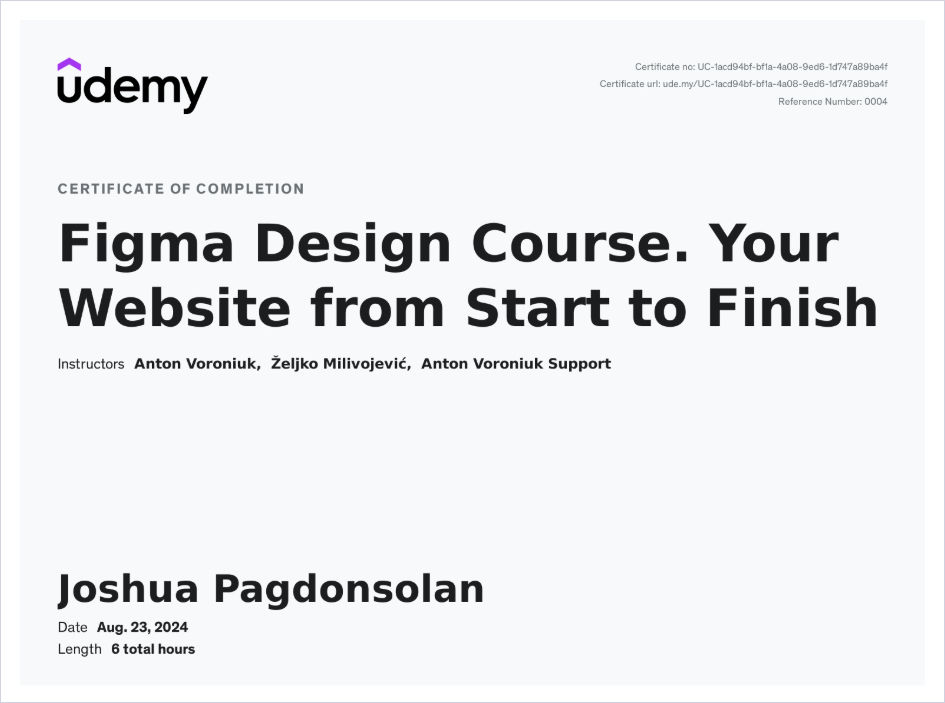 udemy
Certificate no: UC-1acd94bf-bf1a-4a08-9ed6-1d747a89ba4f
Certificate url: ude.my/UC-1acd94bf-bf1a-4a08-9ed6-1d747a89ba4f
Reference Number: 0004
CERTIFICATE OF COMPLETION
Figma Design Course. Your
Website from Start to Finish
Instructors Anton Voroniuk, Željko Milivojević, Anton Voroniuk Support
Joshua Pagdonsolan
Date Aug. 23, 2024
Length 6 total hours